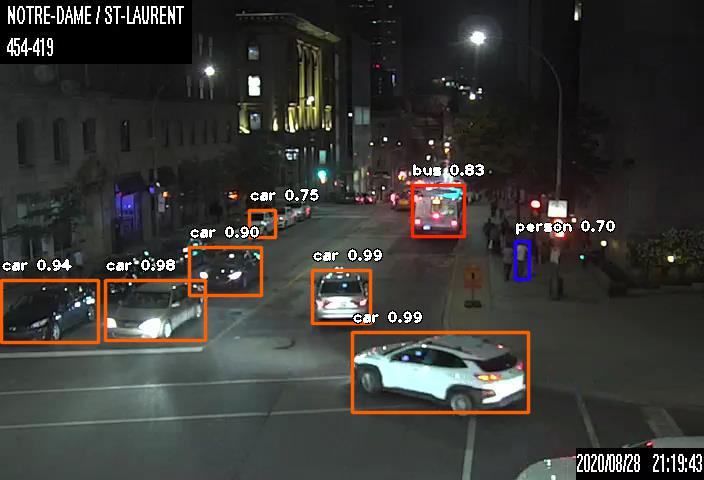 NOTRE-DAME / ST-LAURENT
454-419
bus 0.83
car 0.75
person 0.70
car 0.90
car 0.99
car 0.94
car 0.98
car 0.99
2020/08/28 21:19:43